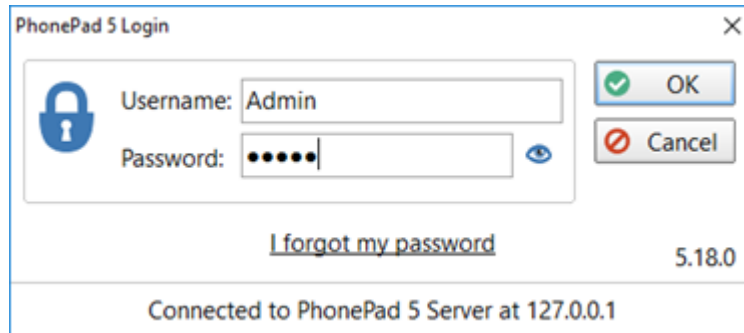 PhonePad 5 Login
Username: Admin
OK
Password: •••••
Cancel
I forgot my password
5.18.0
Connected to PhonePad 5 Server at 127.0.0.1